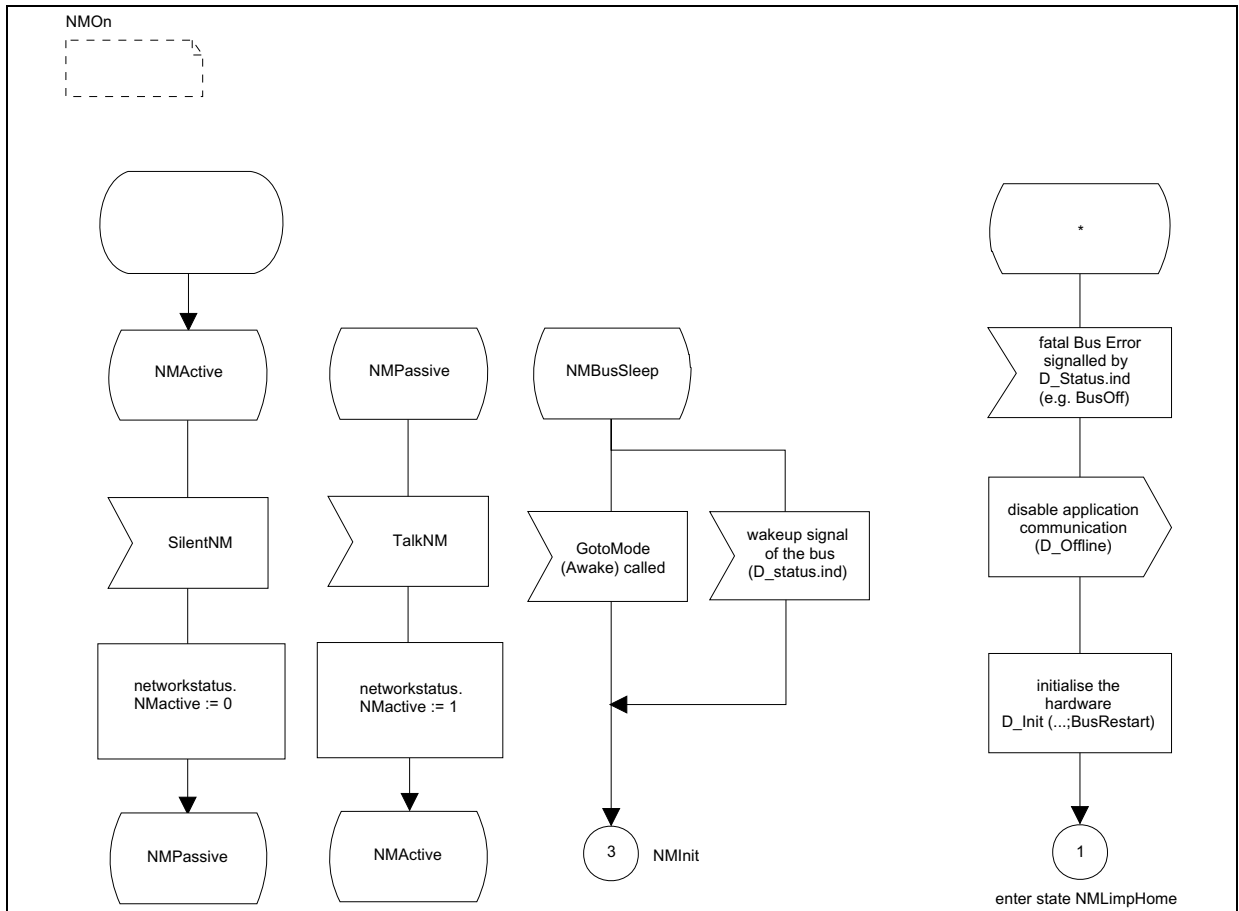 NMOn
NMActive
SilentNM
networkstatus.
NMactive := 0
NMPassive
NMPassive
TalkNM
networkstatus.
NMactive := 1
NMActive
NMBusSleep
GotoMode
(Awake) called
wakeup signal
of the bus
(D_status.ind)
3
NMInit
*
fatal Bus Error
signalled by
D_Status.ind
(e.g. BusOff)
disable application
communication
(D_Offline)
initialise the
hardware
D_Init (...;BusRestart)
1
enter state NMLimpHome